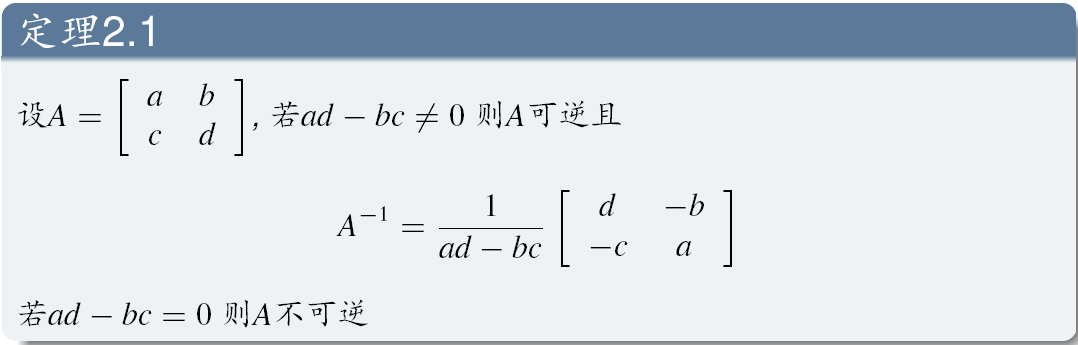 定理2.1
设A = [ a b ; c d ], 若ad − bc ≠ 0 则A可逆且
A⁻¹ = 1/(ad − bc) [ d −b ; −c a ]
若ad − bc = 0 则A不可逆